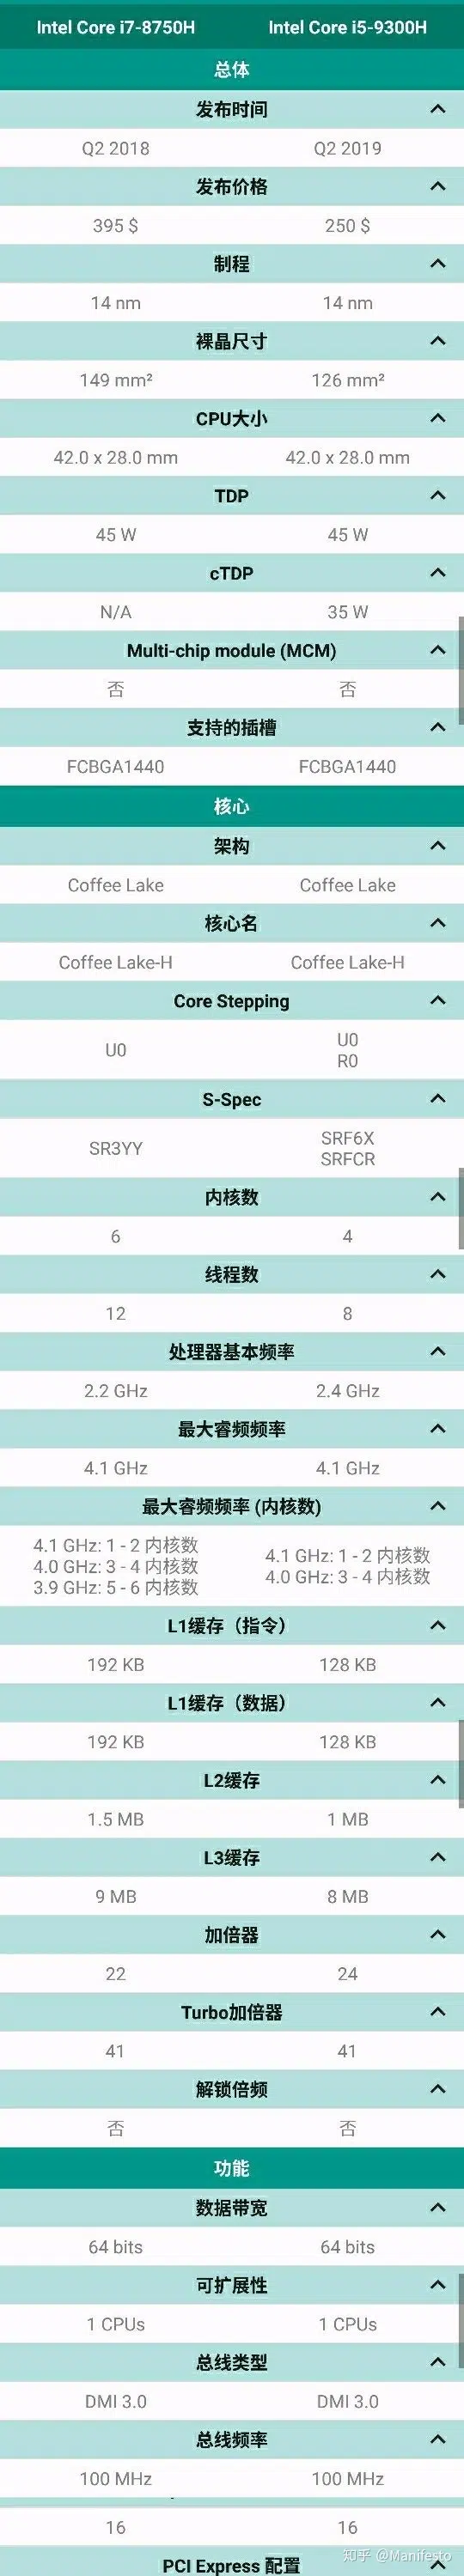 Intel Core i7-8750H Intel Core i5-9300H
总体
发布时间
Q2 2018 Q2 2019
发布价格
395 $ 250 $
制程
14 nm 14 nm
裸晶尺寸
149 mm² 126 mm²
CPU大小
42.0 x 28.0 mm 42.0 x 28.0 mm
TDP
45 W 45 W
cTDP
N/A 35 W
Multi-chip module (MCM)
否 否
支持的插槽
FCBGA1440 FCBGA1440
核心
架构
Coffee Lake Coffee Lake
核心名
Coffee Lake-H Coffee Lake-H
Core Stepping
U0 U0
R0
S-Spec
SR3YY SRF6X
SRFCR
内核数
6 4
线程数
12 8
处理器基本频率
2.2 GHz 2.4 GHz
最大睿频频率
4.1 GHz 4.1 GHz
最大睿频频率 (内核数)
4.1 GHz: 1 - 2 内核数 4.1 GHz: 1 - 2 内核数
4.0 GHz: 3 - 4 内核数 4.0 GHz: 3 - 4 内核数
3.9 GHz: 5 - 6 内核数
L1缓存（指令）
192 KB 128 KB
L1缓存（数据）
192 KB 128 KB
L2缓存
1.5 MB 1 MB
L3缓存
9 MB 8 MB
加倍器
22 24
Turbo加倍器
41 41
解锁倍频
否 否
功能
数据带宽
64 bits 64 bits
可扩展性
1 CPUs 1 CPUs
总线类型
DMI 3.0 DMI 3.0
总线频率
100 MHz 100 MHz
16 16
知乎 @Manifesto
PCI Express 配置